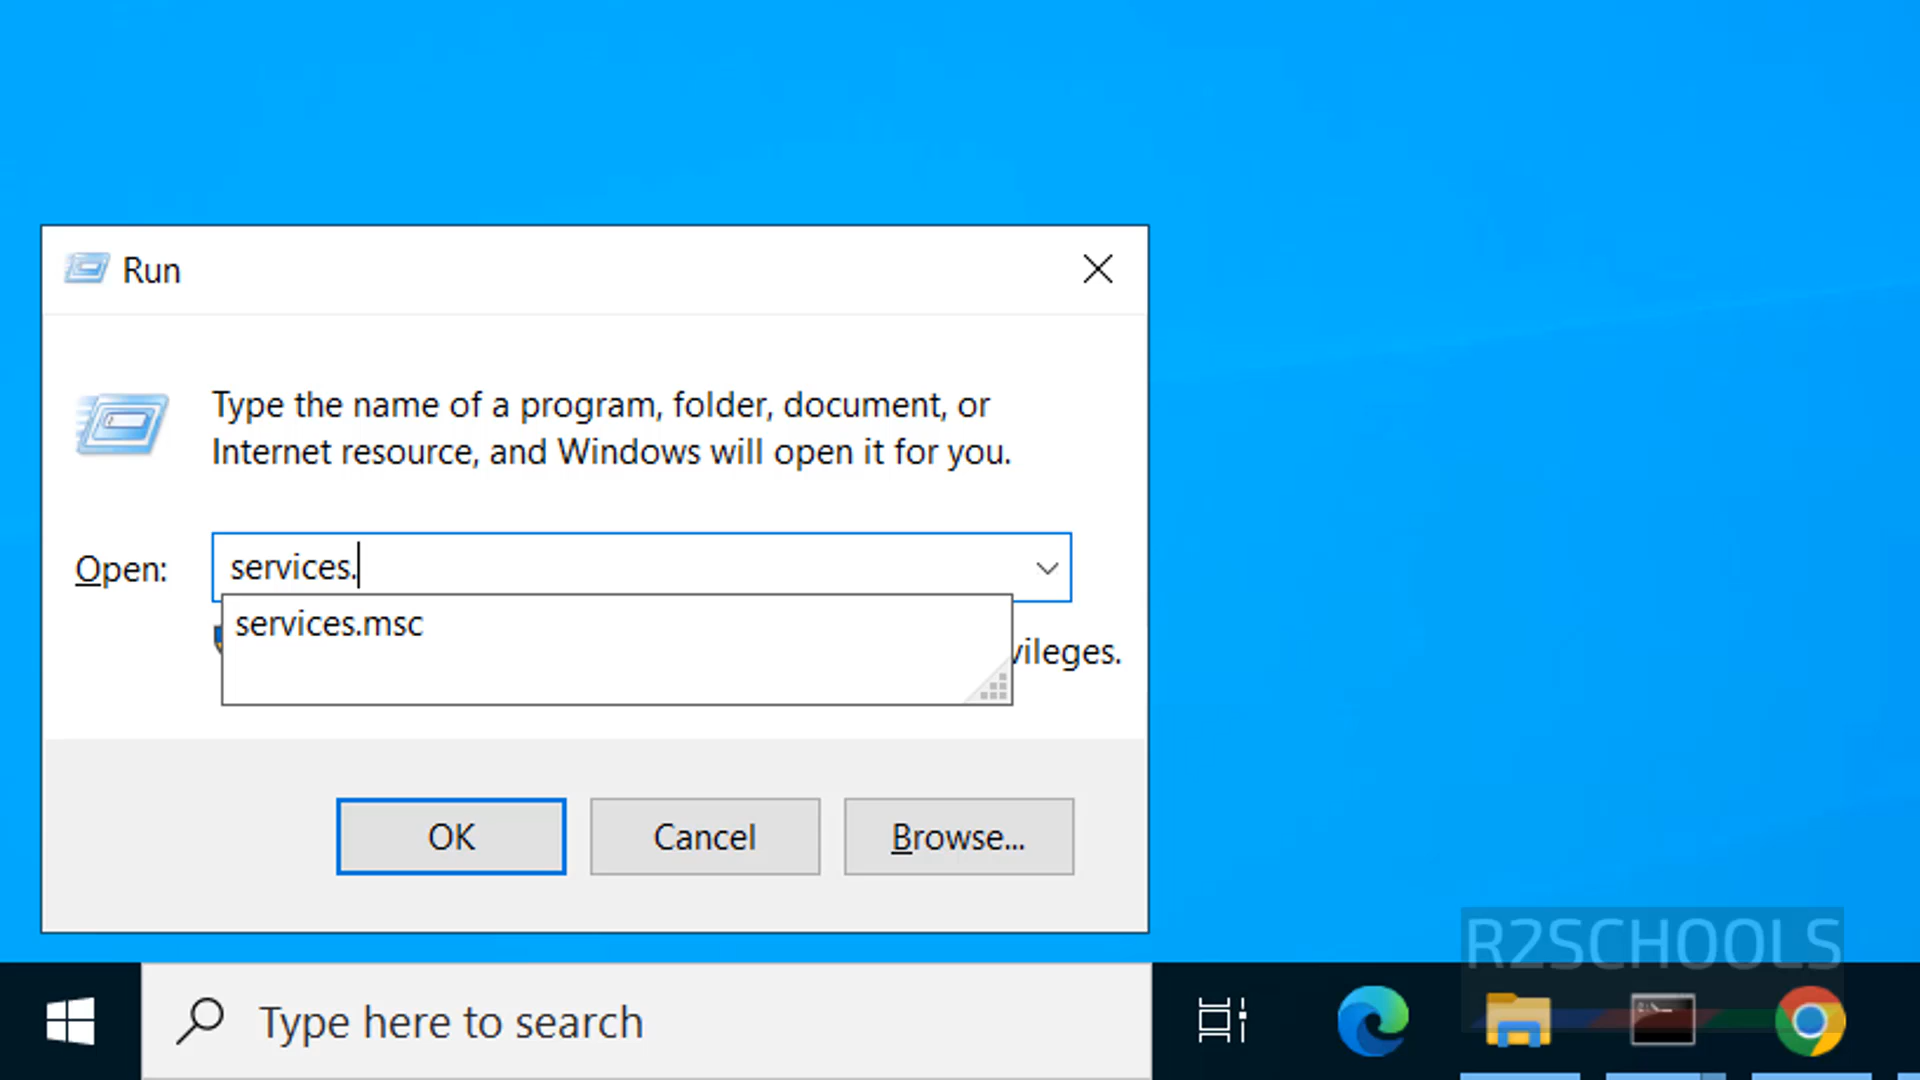 Run
Type the name of a program, folder, document, or
Internet resource, and Windows will open it for you.
Open: services.
services.msc
vileges.
OK Cancel Browse...
R2SCHOOLS
Type here to search